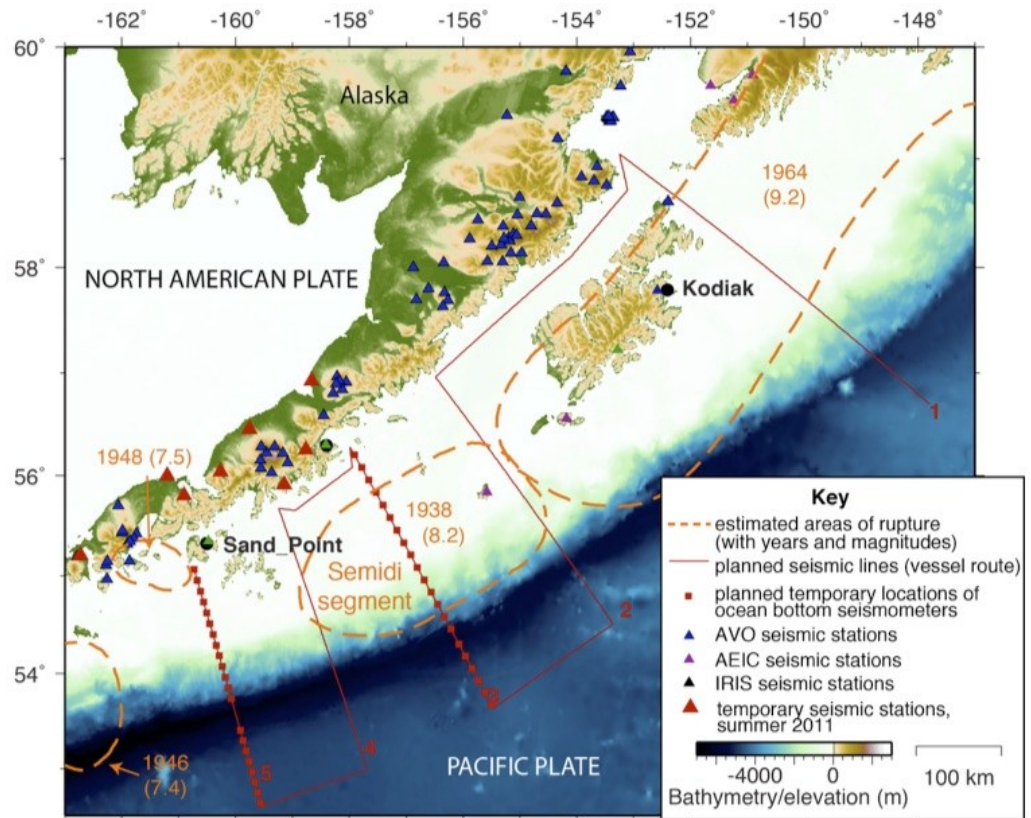 -162° -160° -158° -156° -154° -152° -150° -148°
60°
Alaska
1964
(9.2)
58°
NORTH AMERICAN PLATE
Kodiak
1
56°
1948 (7.5)
1938
(8.2)
Sand_Point
Semidi
segment
2
54°
3
4
5
1946
(7.4)
PACIFIC PLATE
Key
estimated areas of rupture
(with years and magnitudes)
planned seismic lines (vessel route)
planned temporary locations of
ocean bottom seismometers
AVO seismic stations
AEIC seismic stations
IRIS seismic stations
temporary seismic stations,
summer 2011
-4000 0
Bathymetry/elevation (m)
100 km